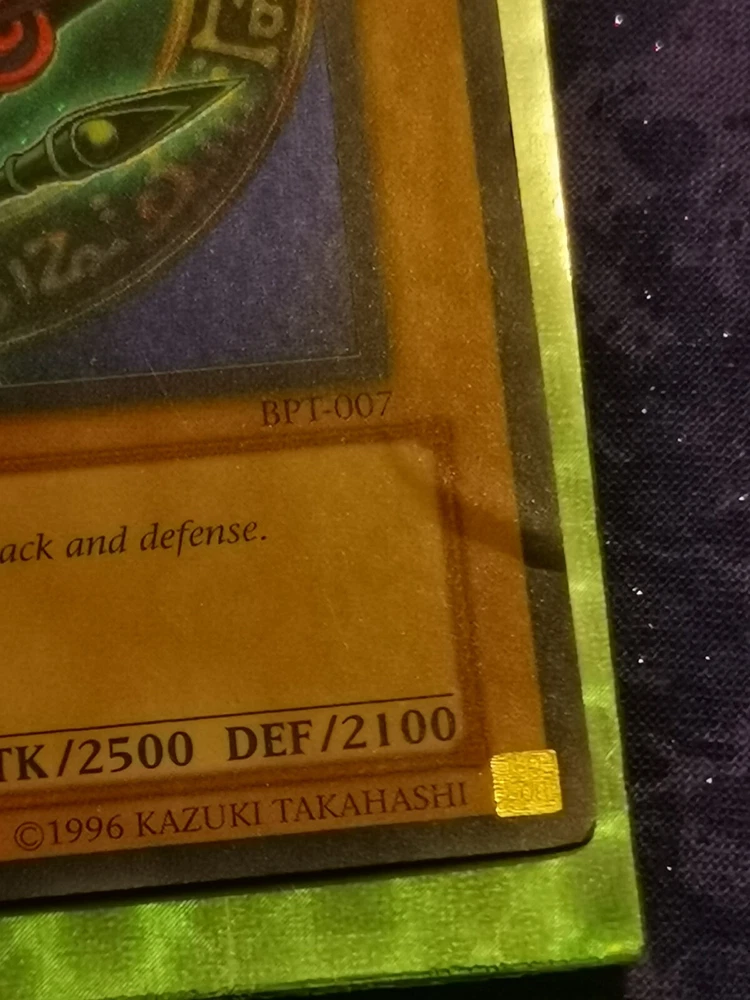 BPT-007
ack and defense.
TK/2500 DEF/2100
©1996 KAZUKI TAKAHASHI